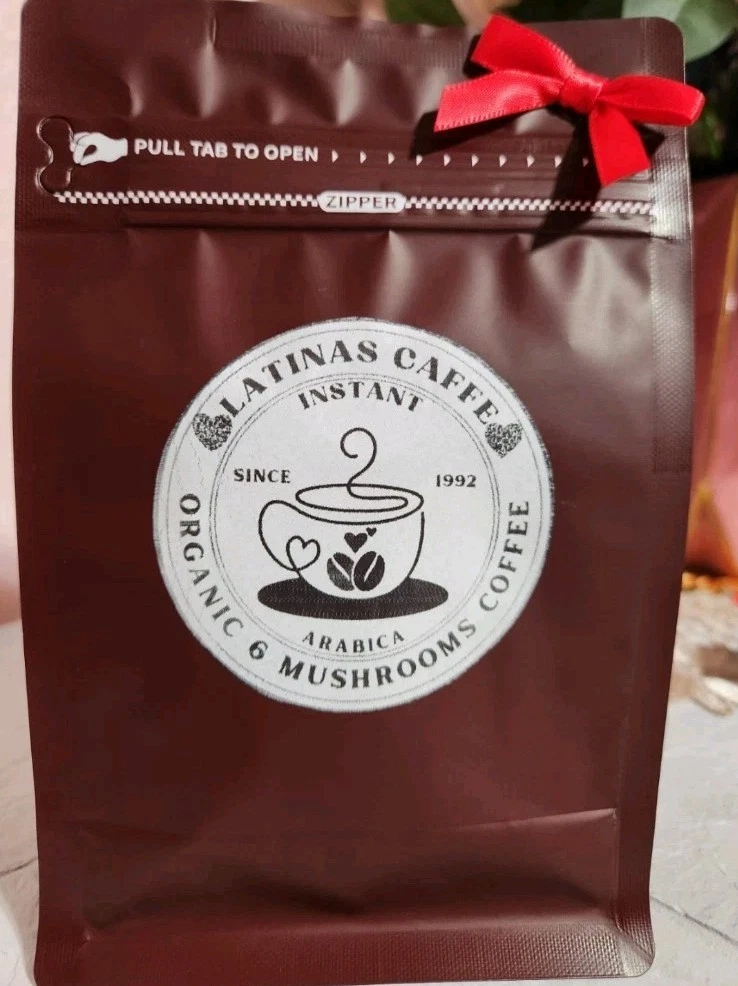 PULL TAB TO OPEN
ZIPPER
LATINAS CAFFE
INSTANT
SINCE 1992
ARABICA
ORGANIC 6 MUSHROOMS COFFEE